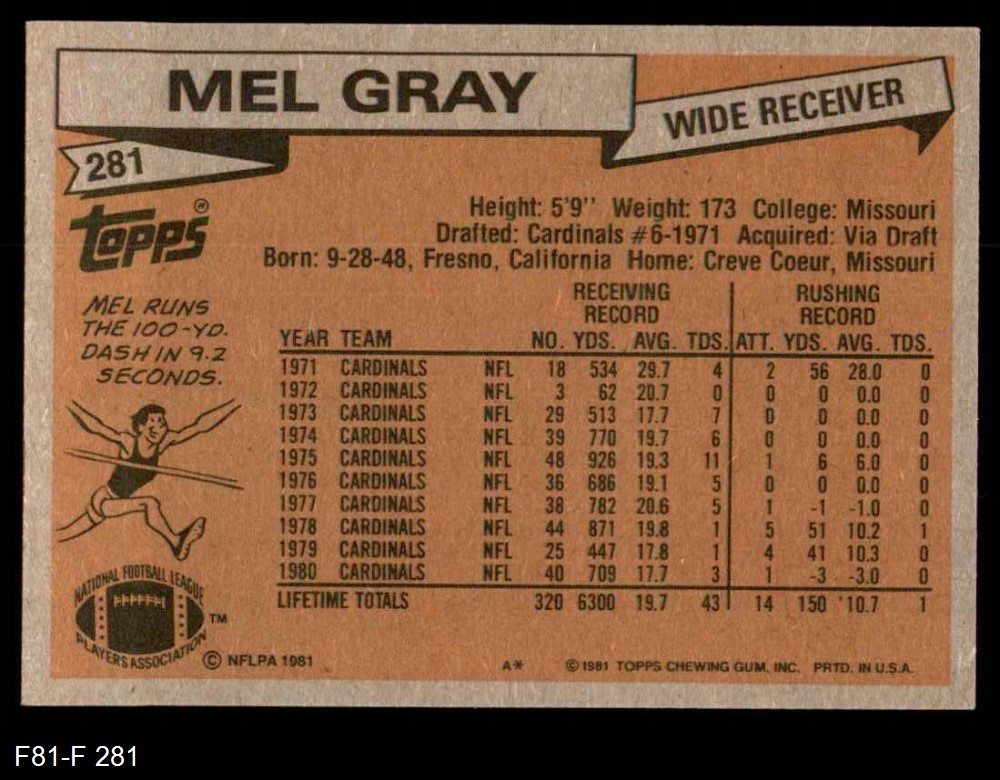 MEL GRAY
WIDE RECEIVER
281
Topps®
Height: 5'9'' Weight: 173 College: Missouri
Drafted: Cardinals #6-1971 Acquired: Via Draft
Born: 9-28-48, Fresno, California Home: Creve Coeur, Missouri
MEL RUNS
THE 100-YD.
DASH IN 9.2
SECONDS.
RECEIVING RECORD RUSHING RECORD
YEAR TEAM NO. YDS. AVG. TDS. ATT. YDS. AVG. TDS.
1971 CARDINALS NFL 18 534 29.7 4 2 56 28.0 0
1972 CARDINALS NFL 3 62 20.7 0 0 0 0.0 0
1973 CARDINALS NFL 29 513 17.7 7 0 0 0.0 0
1974 CARDINALS NFL 39 770 19.7 6 0 0 0.0 0
1975 CARDINALS NFL 48 926 19.3 11 1 6 6.0 0
1976 CARDINALS NFL 36 686 19.1 5 0 0 0.0 0
1977 CARDINALS NFL 38 782 20.6 5 1 -1 -1.0 0
1978 CARDINALS NFL 44 871 19.8 1 5 51 10.2 1
1979 CARDINALS NFL 25 447 17.8 1 4 41 10.3 0
1980 CARDINALS NFL 40 709 17.7 3 1 -3 -3.0 0
LIFETIME TOTALS 320 6300 19.7 43 14 150 10.7 1
NATIONAL FOOTBALL LEAGUE
PLAYERS ASSOCIATION
TM
© NFLPA 1981
A* © 1981 TOPPS CHEWING GUM, INC. PRTD. IN U.S.A.
F81-F 281